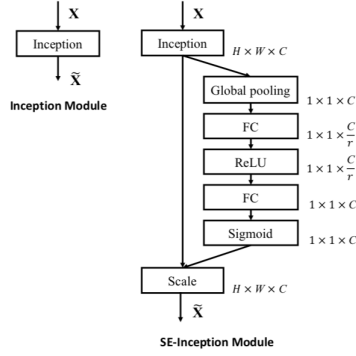 X
Inception
X̃
Inception Module
X
Inception
H × W × C
Global pooling
1 × 1 × C
FC
1 × 1 × C/r
ReLU
1 × 1 × C/r
FC
1 × 1 × C
Sigmoid
1 × 1 × C
Scale
H × W × C
X̃
SE-Inception Module